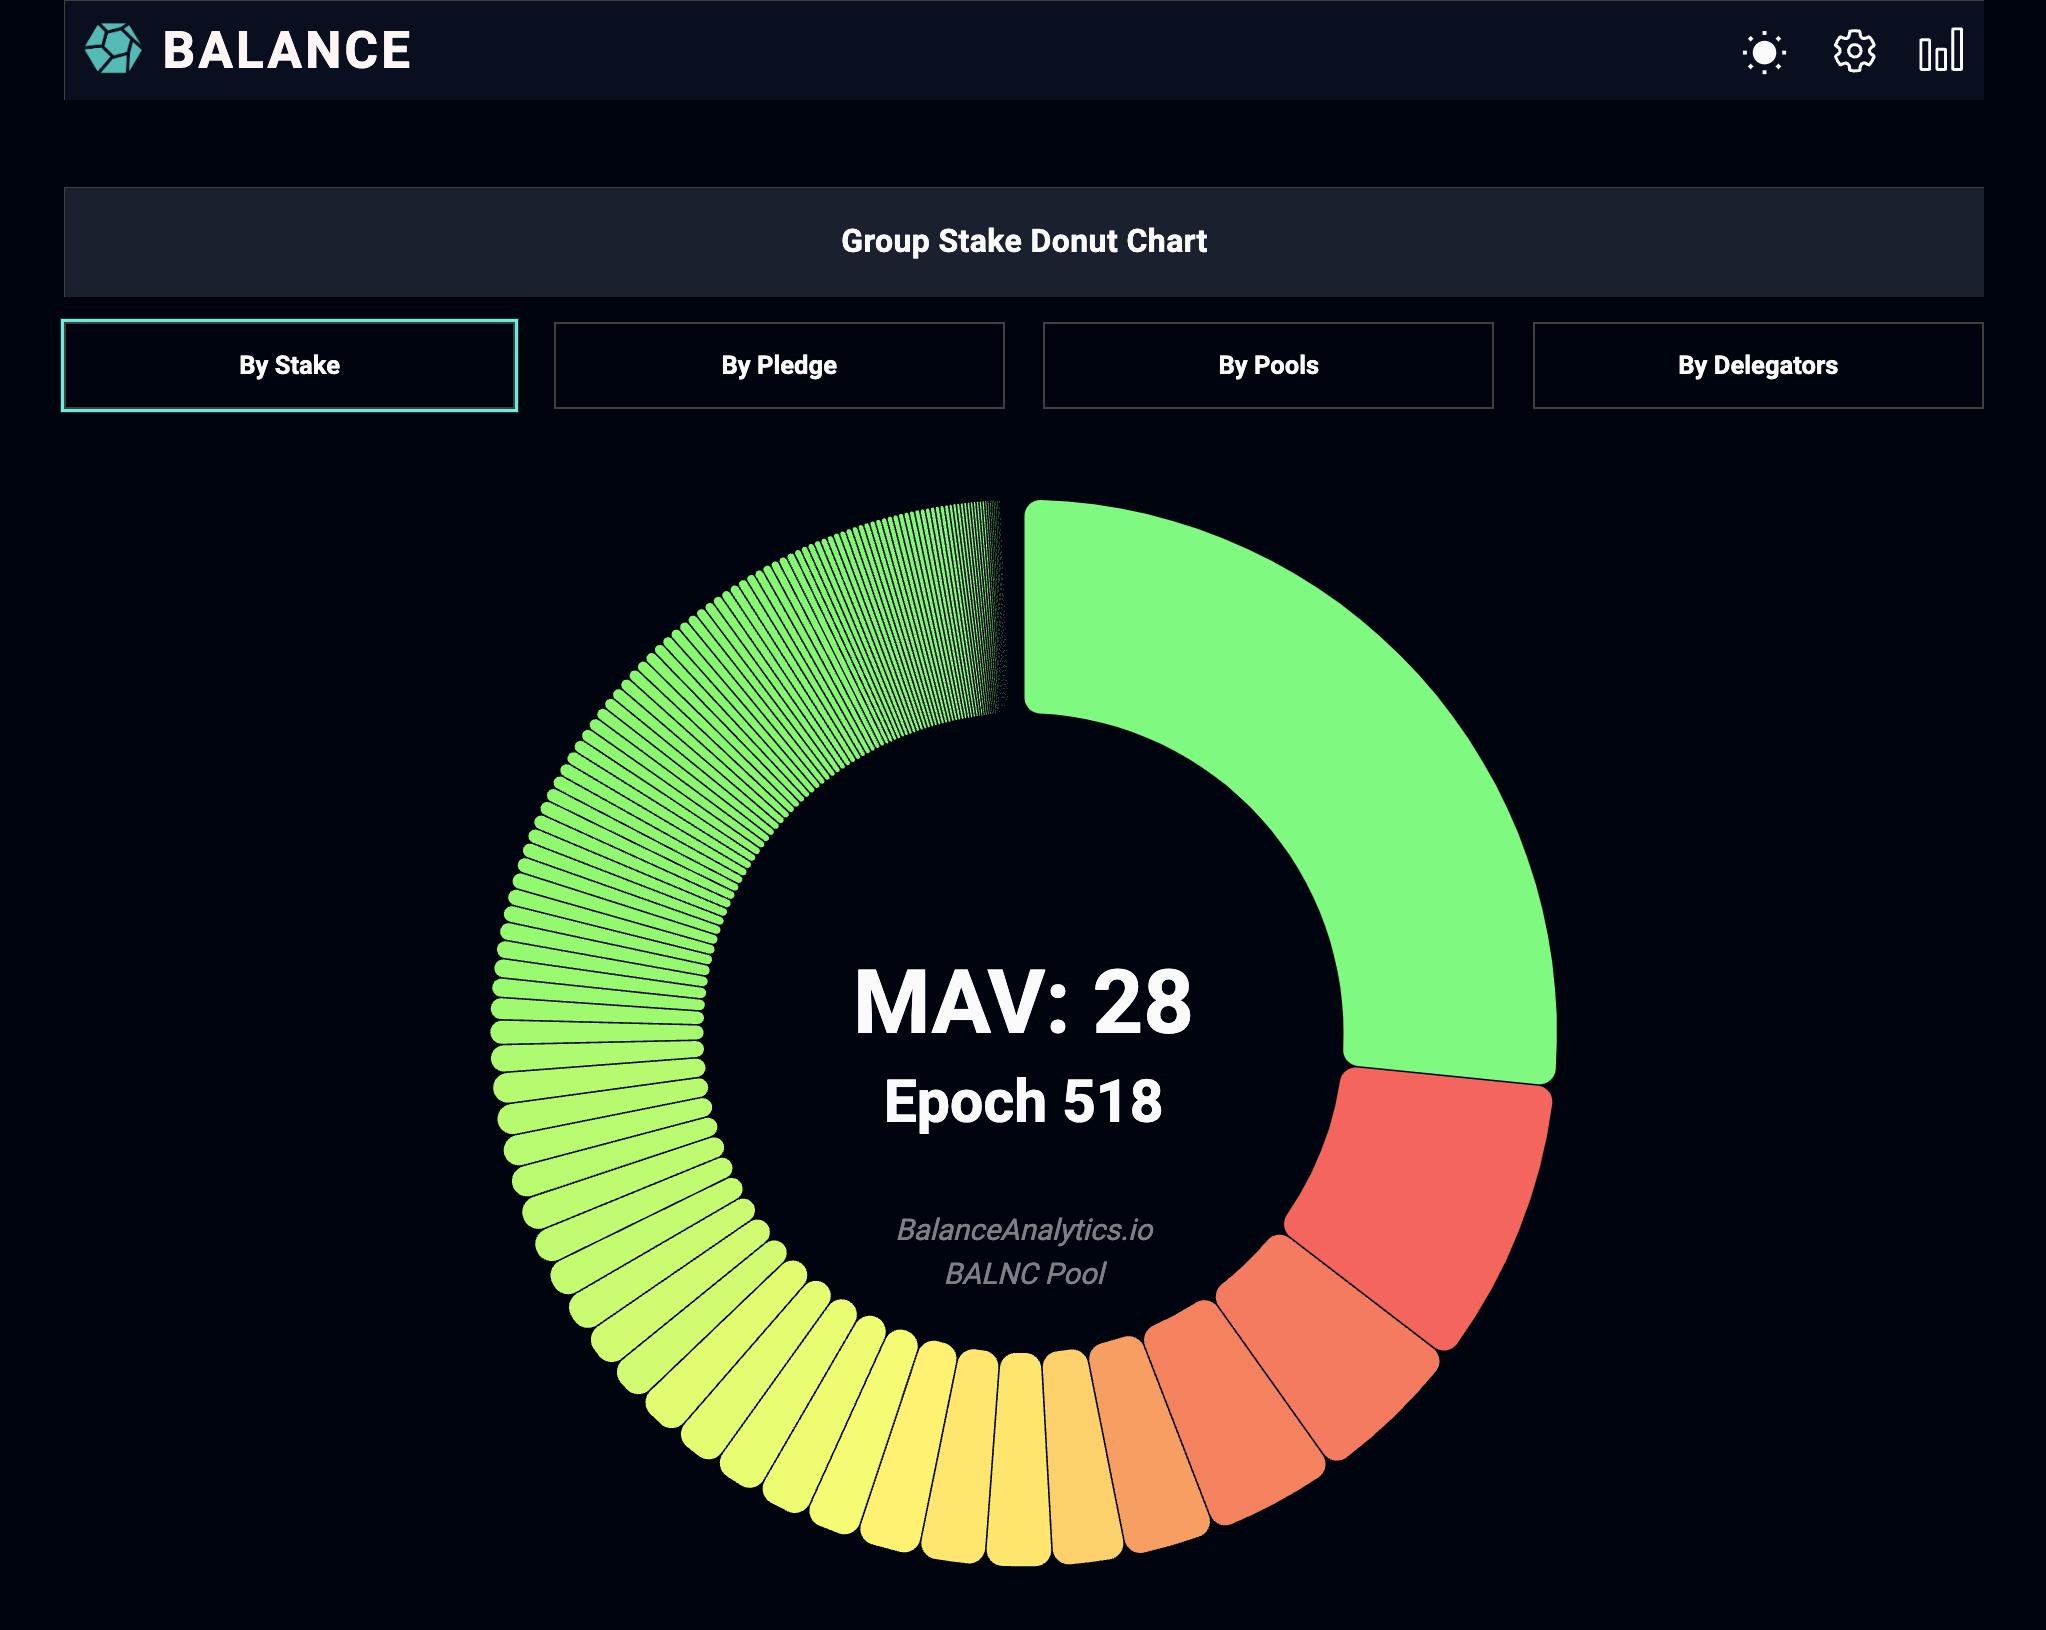 BALANCE
Group Stake Donut Chart
By Stake
By Pledge
By Pools
By Delegators
MAV: 28
Epoch 518
BalanceAnalytics.io
BALNC Pool